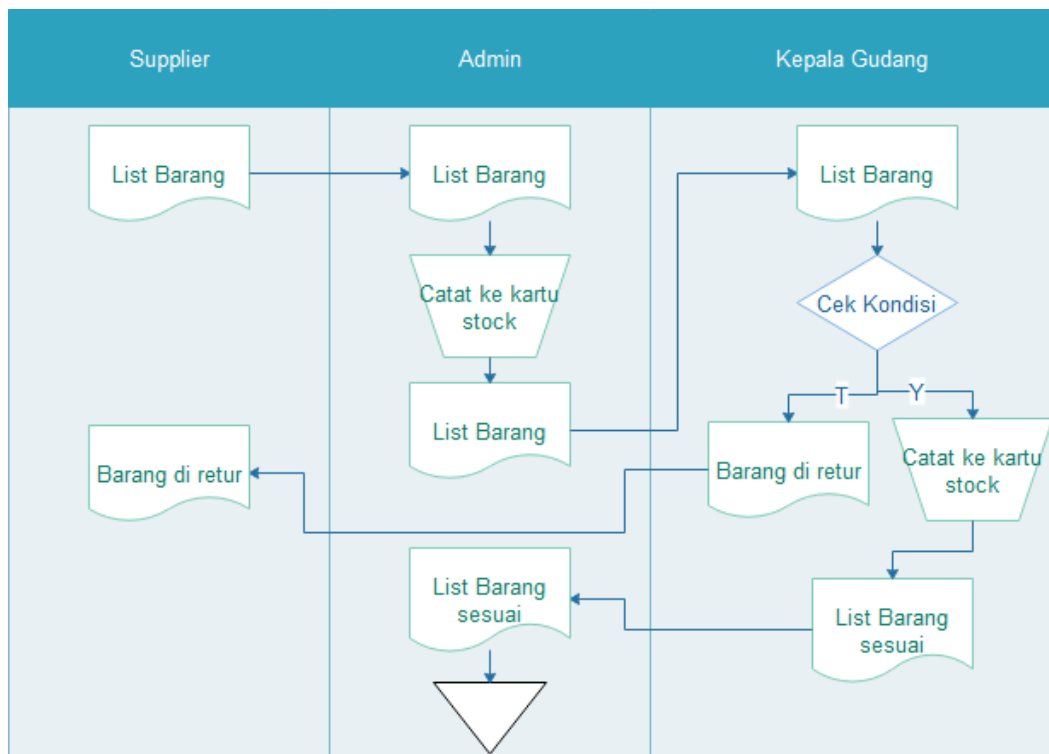 Supplier
Admin
Kepala Gudang
List Barang
List Barang
List Barang
Catat ke kartu
stock
Cek Kondisi
T
Y
List Barang
Barang di retur
Barang di retur
Catat ke kartu
stock
List Barang
sesuai
List Barang
sesuai